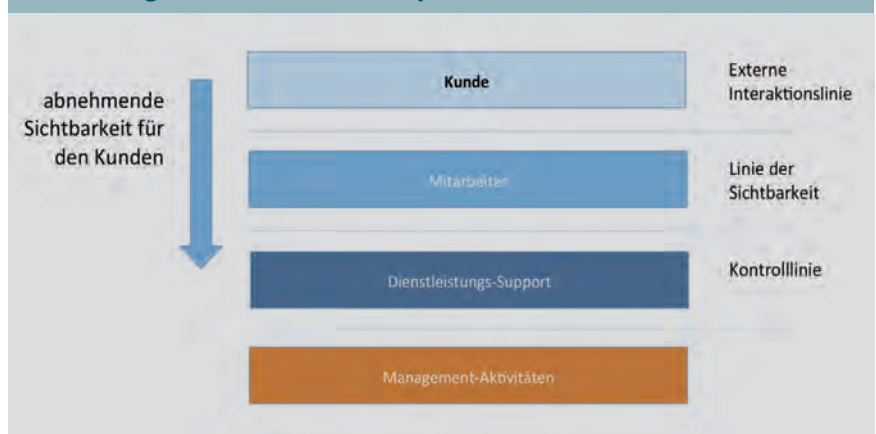 abnehmende
Sichtbarkeit für
den Kunden
Kunde
Externe
Interaktionslinie
Mitarbeiter
Linie der
Sichtbarkeit
Dienstleistungs-Support
Kontrolllinie
Management-Aktivitäten